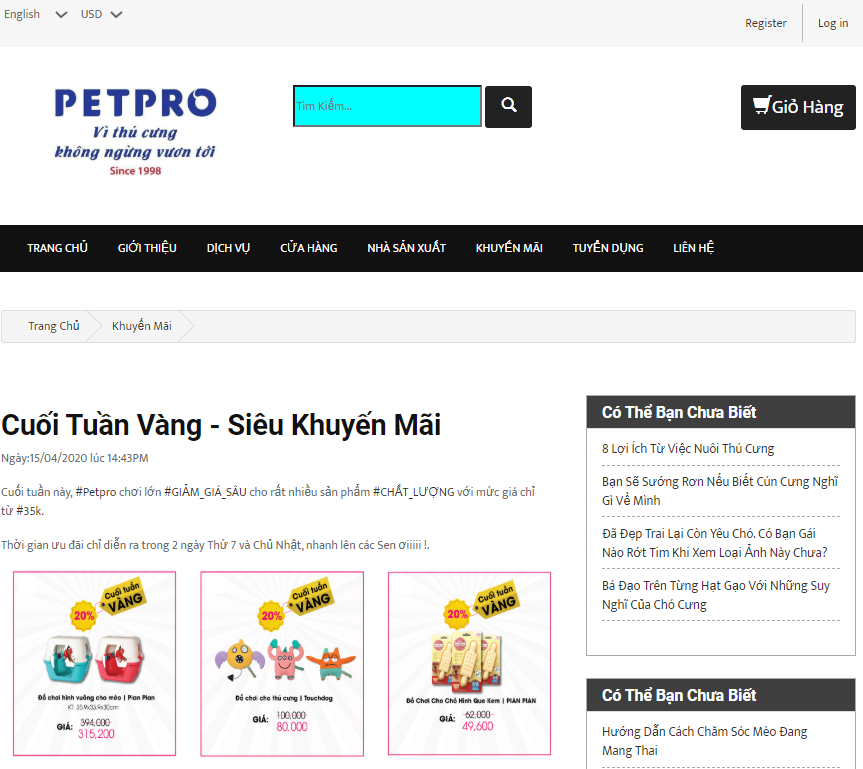 English USD
Register Log in
PETPRO
Vì thú cưng
không ngừng vươn tới
Since 1998
Tìm Kiếm...
Giỏ Hàng
TRANG CHỦ GIỚI THIỆU DỊCH VỤ CỬA HÀNG NHÀ SẢN XUẤT KHUYẾN MÃI TUYỂN DỤNG LIÊN HỆ
Trang Chủ Khuyến Mãi
Cuối Tuần Vàng - Siêu Khuyến Mãi
Ngày:15/04/2020 lúc 14:43PM
Cuối tuần này, #Petpro chơi lớn #GIẢM_GIÁ_SÂU cho rất nhiều sản phẩm #CHẤT_LƯỢNG với mức giá chỉ
từ #35k.
Thời gian ưu đãi chỉ diễn ra trong 2 ngày Thứ 7 và Chủ Nhật, nhanh lên các Sen ơiiiii !.
Cuối tuần
VÀNG
20%
Đồ chơi hình vuông cho mèo | Pian Pian
KT: 35.9x33.9x30cm
GIÁ: 394,000
315,200
Cuối tuần
VÀNG
20%
Đồ chơi cho thú cưng | Touchdog
GIÁ: 100,000
80,000
Cuối tuần
VÀNG
20%
Đồ Chơi Cho Chó Hình Que Kem | PIAN PIAN
GIÁ: 62,000
49,600
Có Thể Bạn Chưa Biết
8 Lợi Ích Từ Việc Nuôi Thú Cưng
Bạn Sẽ Sướng Rơn Nếu Biết Cún Cưng Nghĩ
Gì Về Mình
Đã Đẹp Trai Lại Còn Yêu Chó. Có Bạn Gái
Nào Rớt Tim Khi Xem Loại Ảnh Này Chưa?
Bá Đạo Trên Từng Hạt Gạo Với Những Suy
Nghĩ Của Chó Cưng
Có Thể Bạn Chưa Biết
Hướng Dẫn Cách Chăm Sóc Mèo Đang
Mang Thai